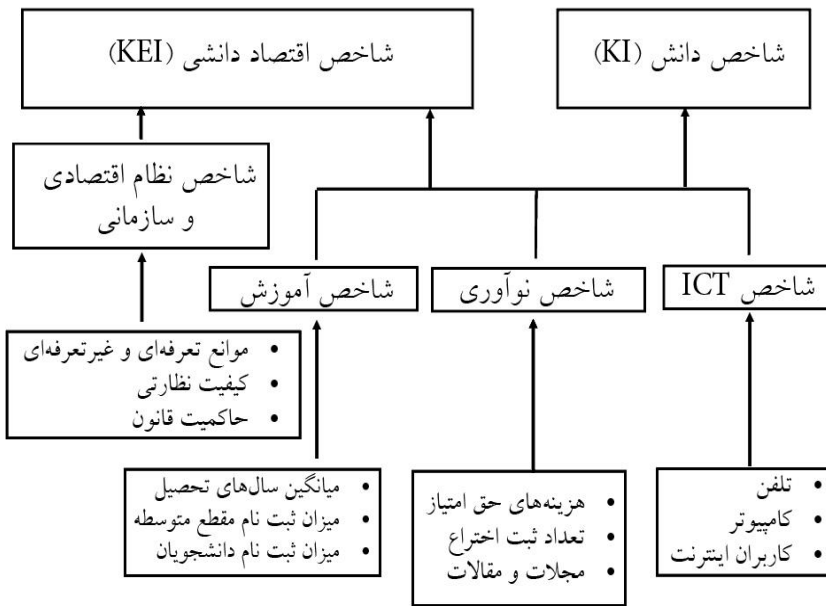 شاخص دانش (KI)
شاخص اقتصاد دانشی (KEI)
شاخص نظام اقتصادی
و سازمانی
شاخص ICT
شاخص نوآوری
شاخص آموزش
• موانع تعرفه‌ای و غیرتعرفه‌ای
• کیفیت نظارتی
• حاکمیت قانون
• تلفن
• کامپیوتر
• کاربران اینترنت
• هزینه‌های حق امتیاز
• تعداد ثبت اختراع
• مجلات و مقالات
• میانگین سال‌های تحصیل
• میزان ثبت نام مقطع متوسطه
• میزان ثبت نام دانشجویان